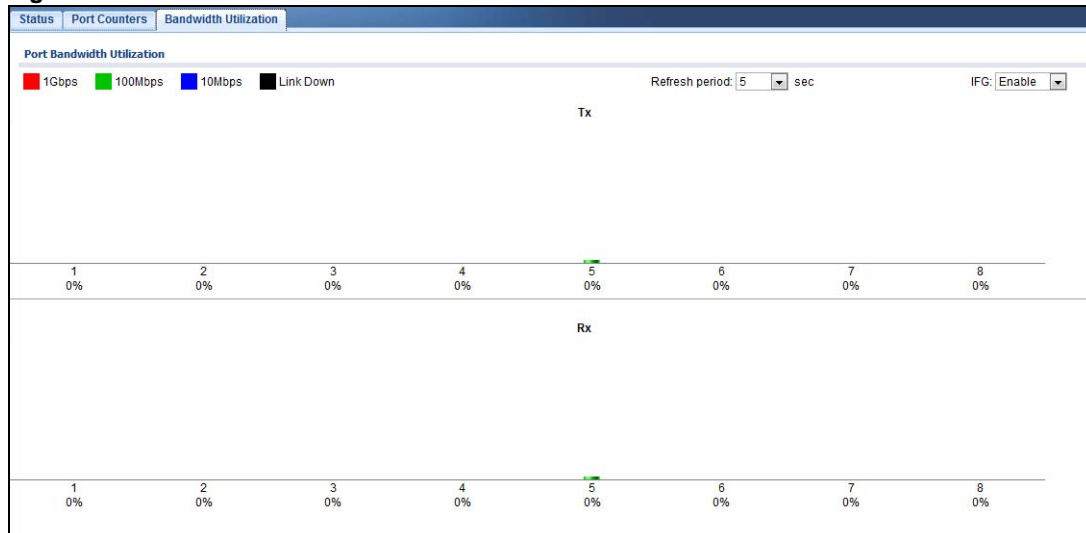 Status Port Counters Bandwidth Utilization
Port Bandwidth Utilization
1Gbps 100Mbps 10Mbps Link Down Refresh period: 5 sec IFG: Enable
Tx
1 2 3 4 5 6 7 8
0% 0% 0% 0% 0% 0% 0% 0%
Rx
1 2 3 4 5 6 7 8
0% 0% 0% 0% 0% 0% 0% 0%